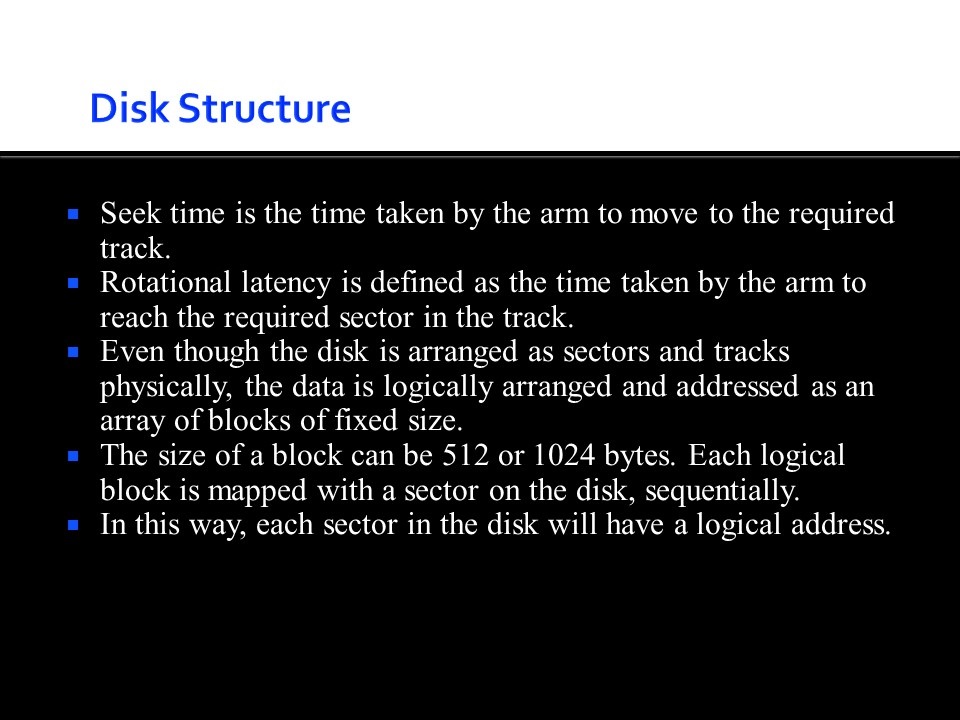 Disk Structure
Seek time is the time taken by the arm to move to the required
track.
Rotational latency is defined as the time taken by the arm to
reach the required sector in the track.
Even though the disk is arranged as sectors and tracks
physically, the data is logically arranged and addressed as an
array of blocks of fixed size.
The size of a block can be 512 or 1024 bytes. Each logical
block is mapped with a sector on the disk, sequentially.
In this way, each sector in the disk will have a logical address.